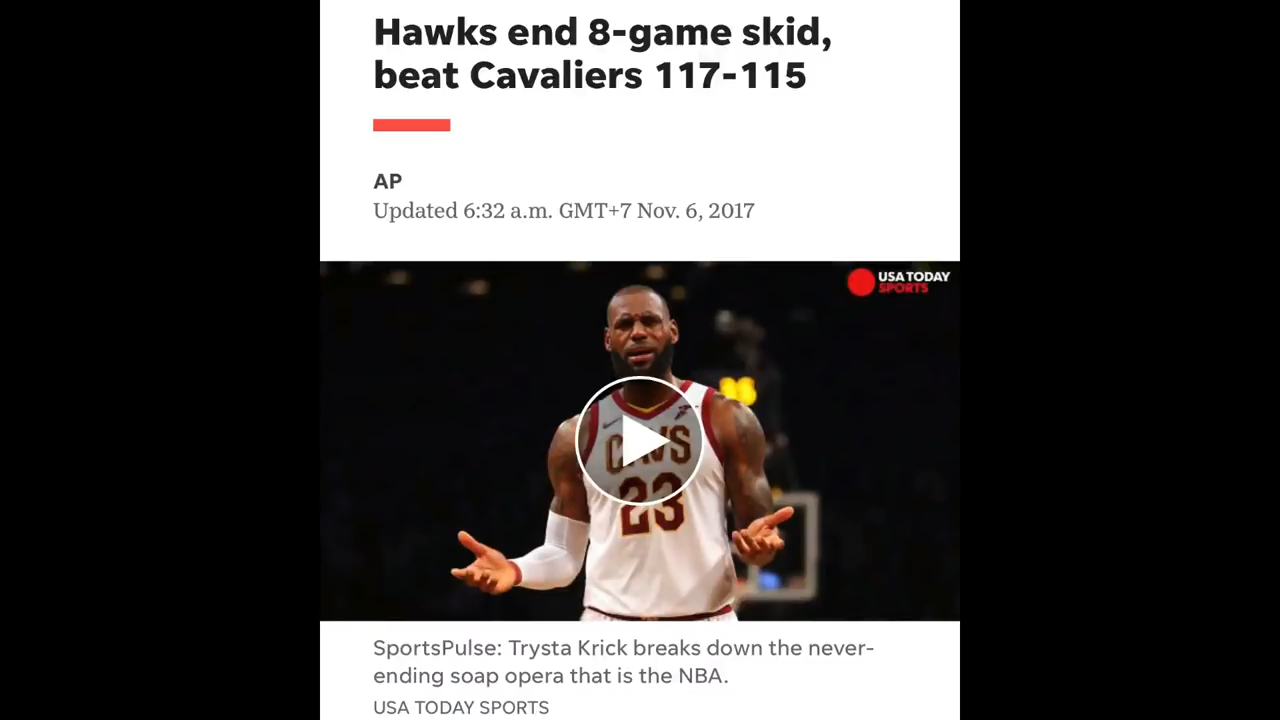 Hawks end 8-game skid,
beat Cavaliers 117-115
AP
Updated 6:32 a.m. GMT+7 Nov. 6, 2017
USA TODAY
SPORTS
CAVS
23
SportsPulse: Trysta Krick breaks down the never-
ending soap opera that is the NBA.
USA TODAY SPORTS